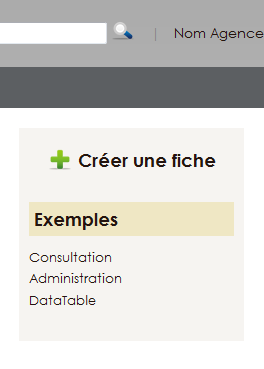 | Nom Agence
Créer une fiche
Exemples
Consultation
Administration
DataTable